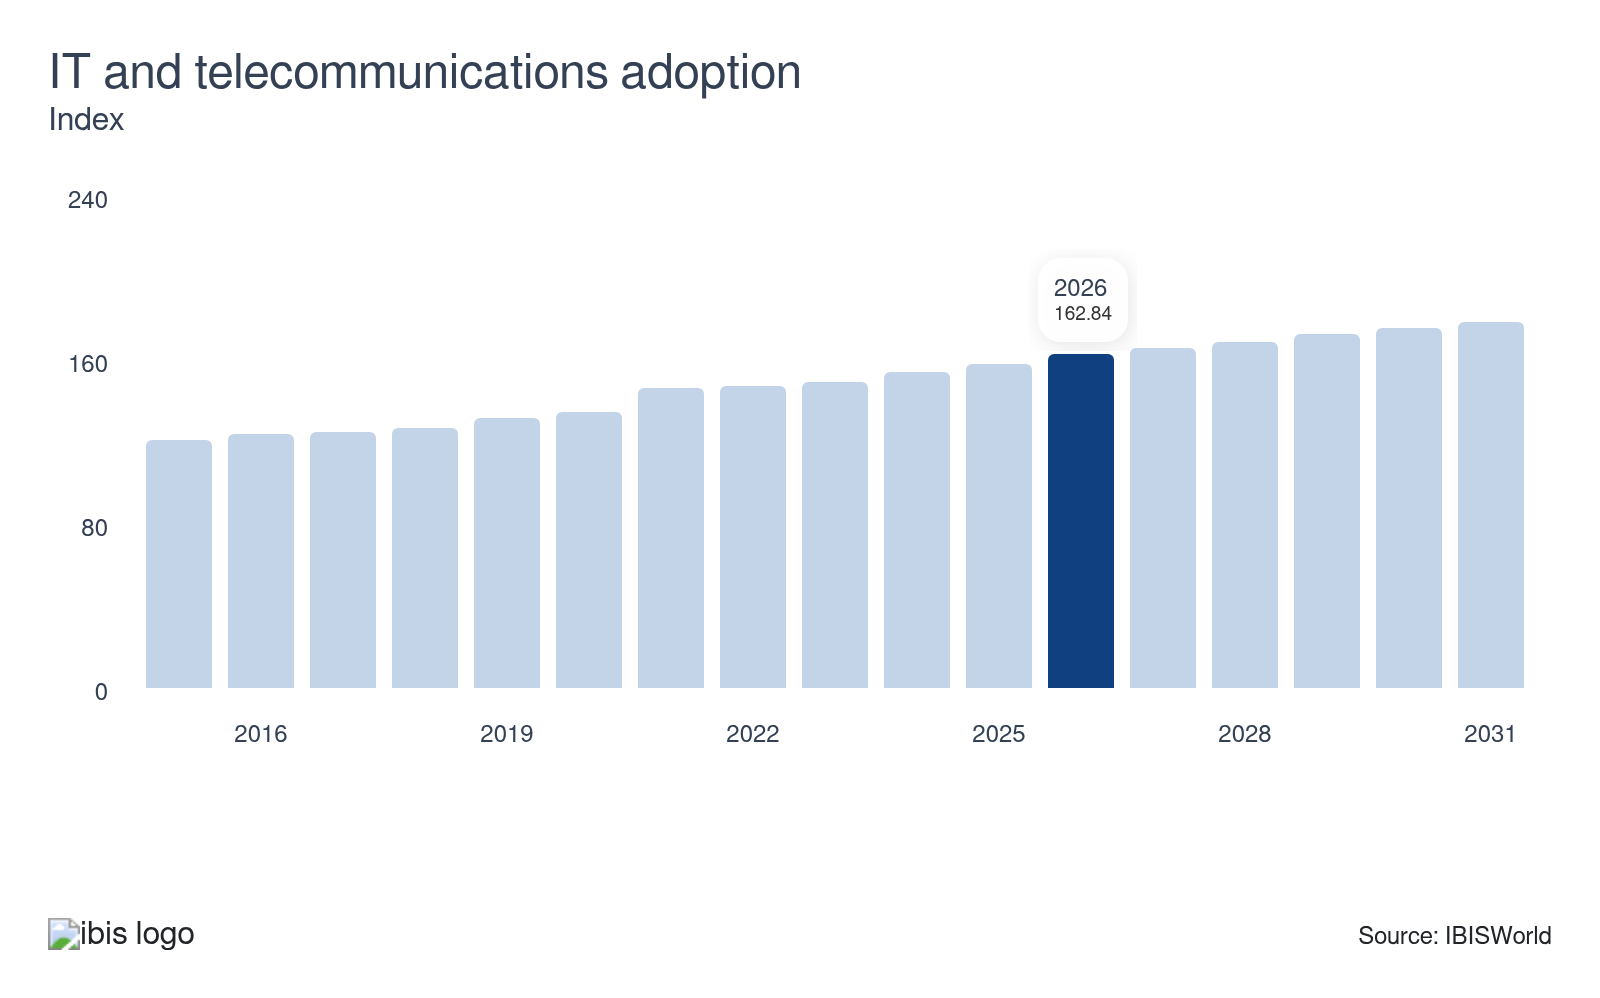 IT and telecommunications adoption
Index
240
160
80
0
2026
162.84
2016 2019 2022 2025 2028 2031
ibis logo
Source: IBISWorld